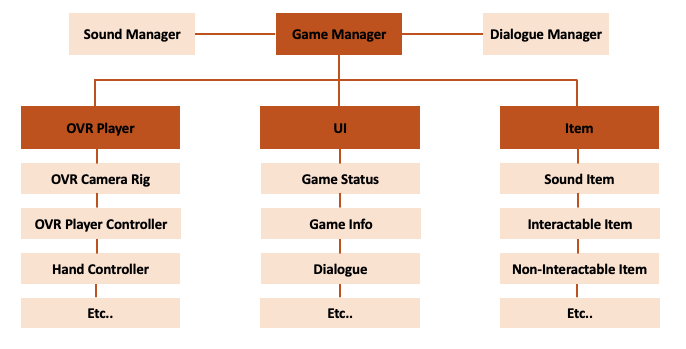 Sound Manager
Game Manager
Dialogue Manager
OVR Player
UI
Item
OVR Camera Rig
Game Status
Sound Item
OVR Player Controller
Game Info
Interactable Item
Hand Controller
Dialogue
Non-Interactable Item
Etc..
Etc..
Etc..